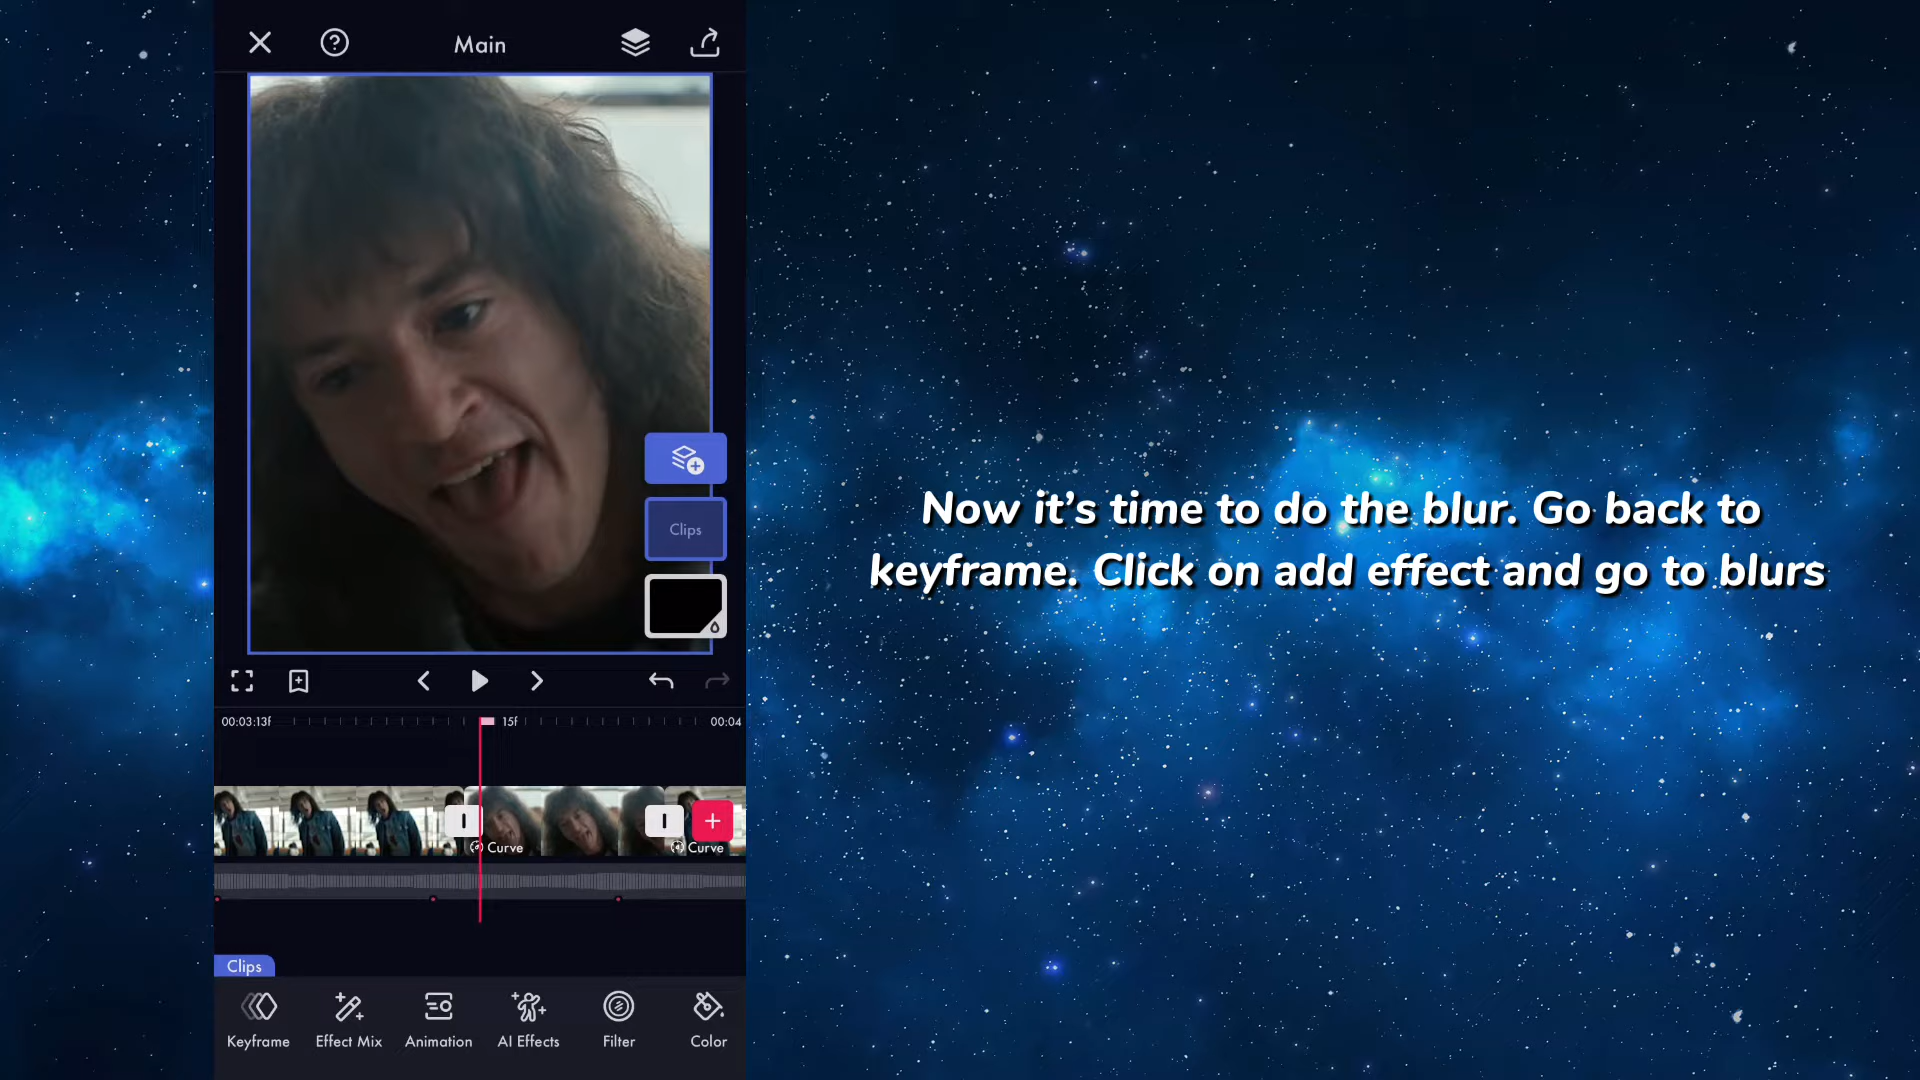 Main
Clips
00:03:13f
15f
00:04
Curve
Curve
Clips
Keyframe
Effect Mix
Animation
AI Effects
Filter
Color
Now it's time to do the blur. Go back to
keyframe. Click on add effect and go to blurs